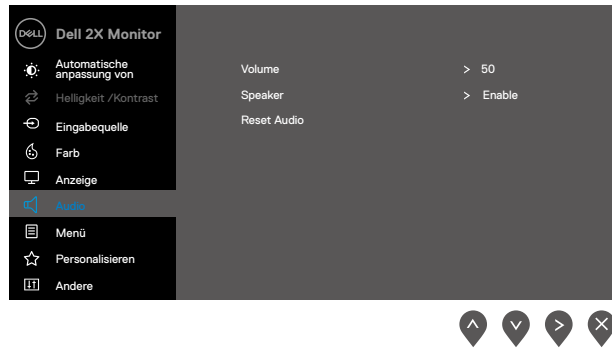 DELL
Dell 2X Monitor
Automatische
anpassung von
Helligkeit /Kontrast
Eingabequelle
Farb
Anzeige
Audio
Menü
Personalisieren
Andere
Volume > 50
Speaker > Enable
Reset Audio